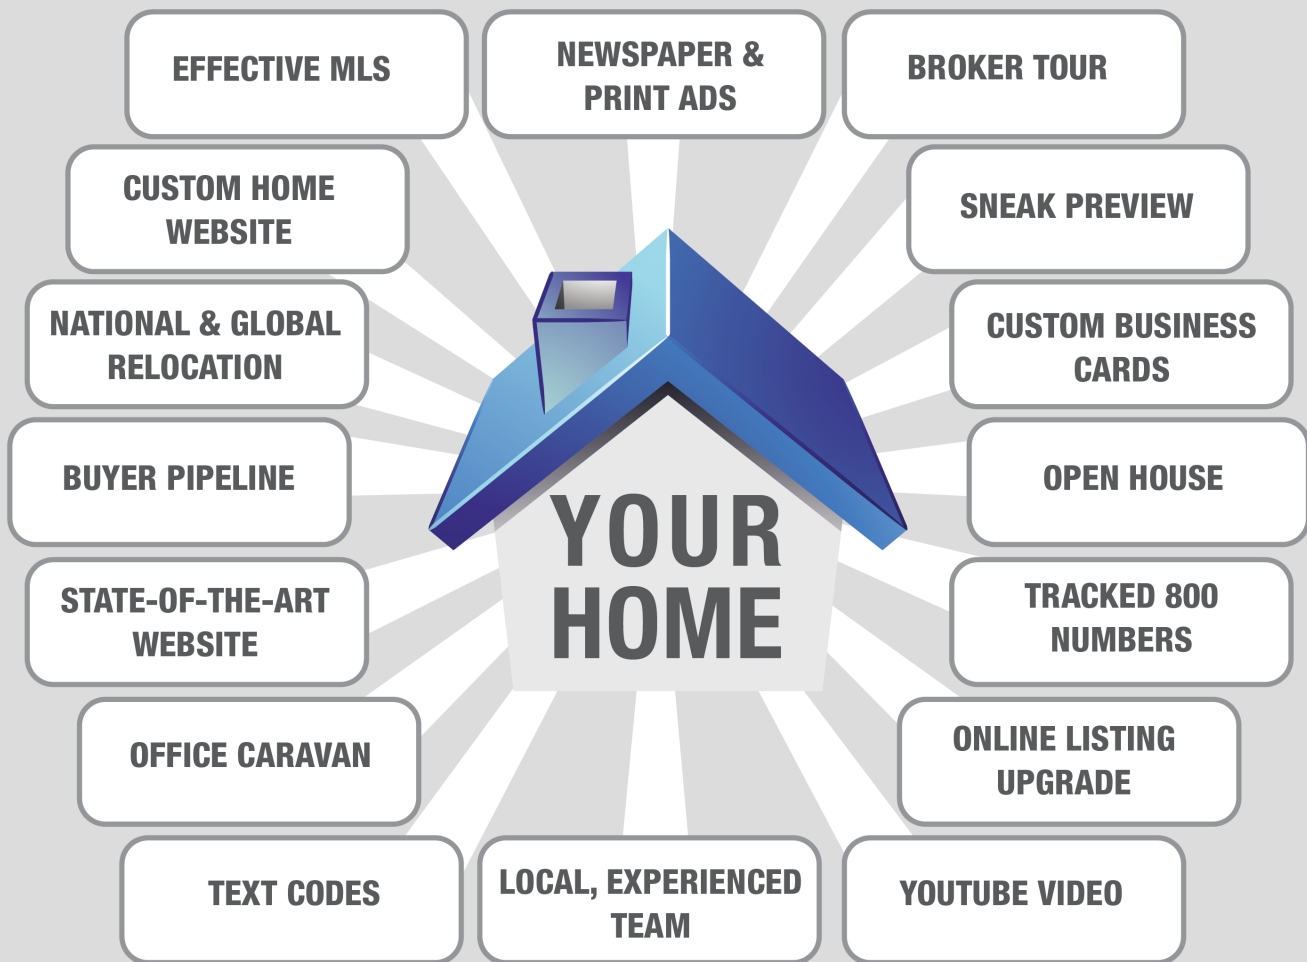 EFFECTIVE MLS
NEWSPAPER &
PRINT ADS
BROKER TOUR
CUSTOM HOME
WEBSITE
SNEAK PREVIEW
NATIONAL & GLOBAL
RELOCATION
CUSTOM BUSINESS
CARDS
BUYER PIPELINE
OPEN HOUSE
YOUR
HOME
STATE-OF-THE-ART
WEBSITE
TRACKED 800
NUMBERS
OFFICE CARAVAN
ONLINE LISTING
UPGRADE
TEXT CODES
LOCAL, EXPERIENCED
TEAM
YOUTUBE VIDEO